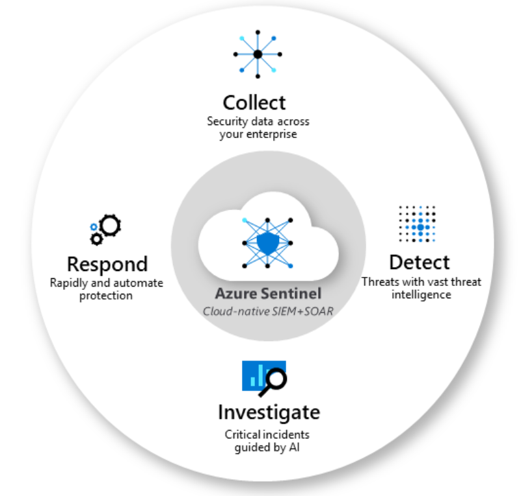 Collect
Security data across
your enterprise
Respond
Rapidly and automate
protection
Azure Sentinel
Cloud-native SIEM+SOAR
Detect
Threats with vast threat
intelligence
Investigate
Critical incidents
guided by AI